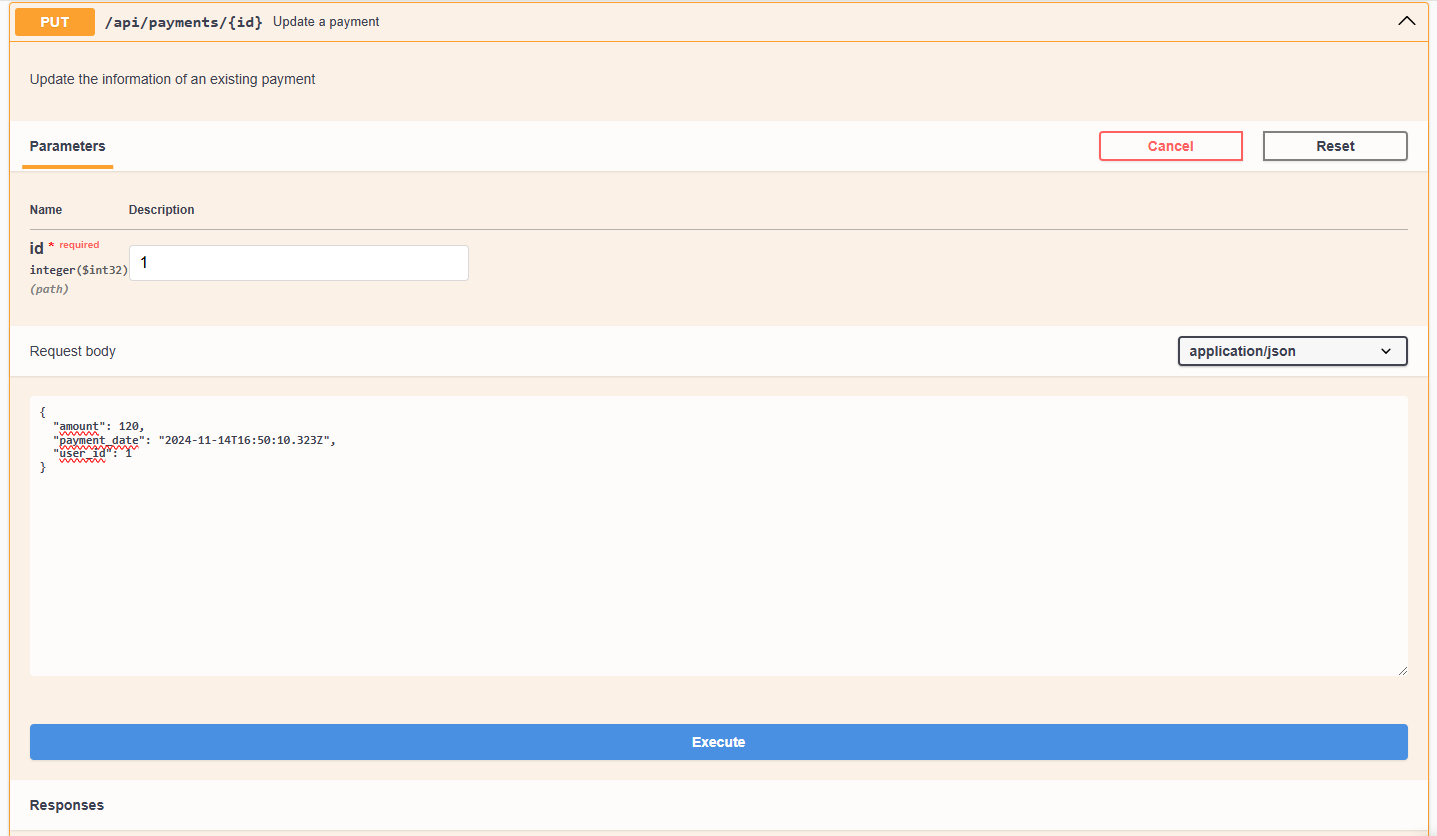 PUT /api/payments/{id} Update a payment
Update the information of an existing payment
Parameters Cancel Reset
Name Description
id * required
integer($int32) 1
(path)
Request body application/json
{
  "amount": 120,
  "payment_date": "2024-11-14T16:50:10.323Z",
  "user_id": 1
}
Execute
Responses